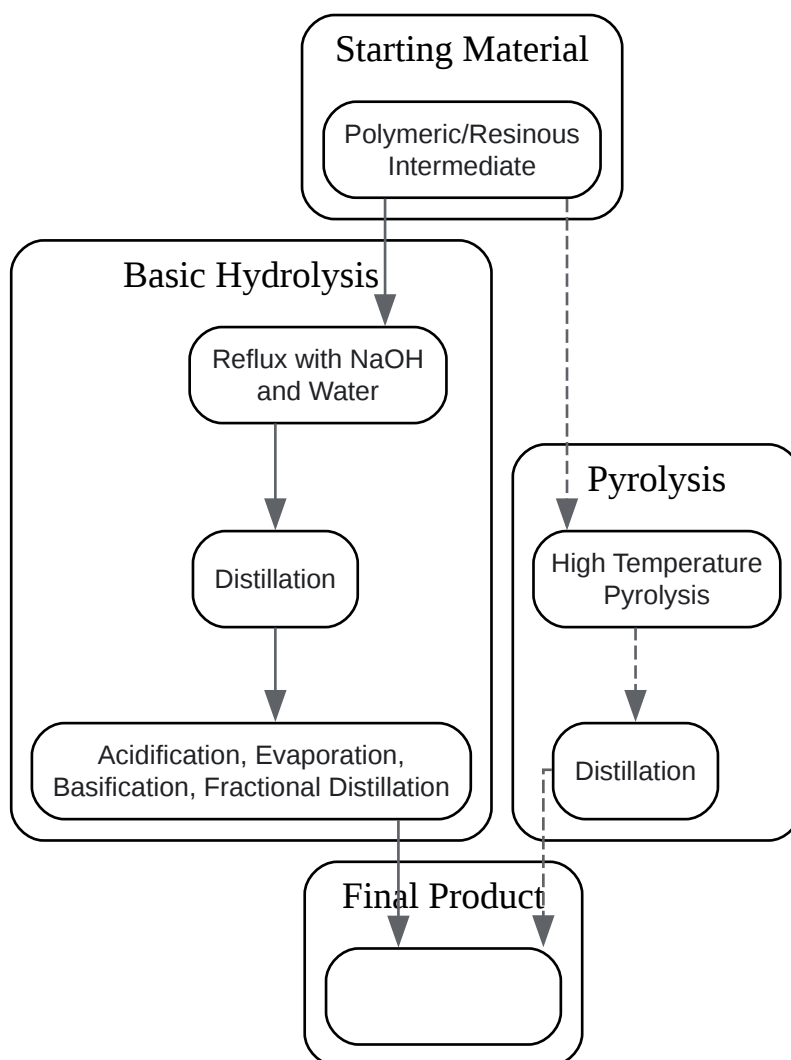 Starting Material
Polymeric/Resinous
Intermediate
Basic Hydrolysis
Reflux with NaOH
and Water
Distillation
Acidification, Evaporation,
Basification, Fractional Distillation
Pyrolysis
High Temperature
Pyrolysis
Distillation
Final Product